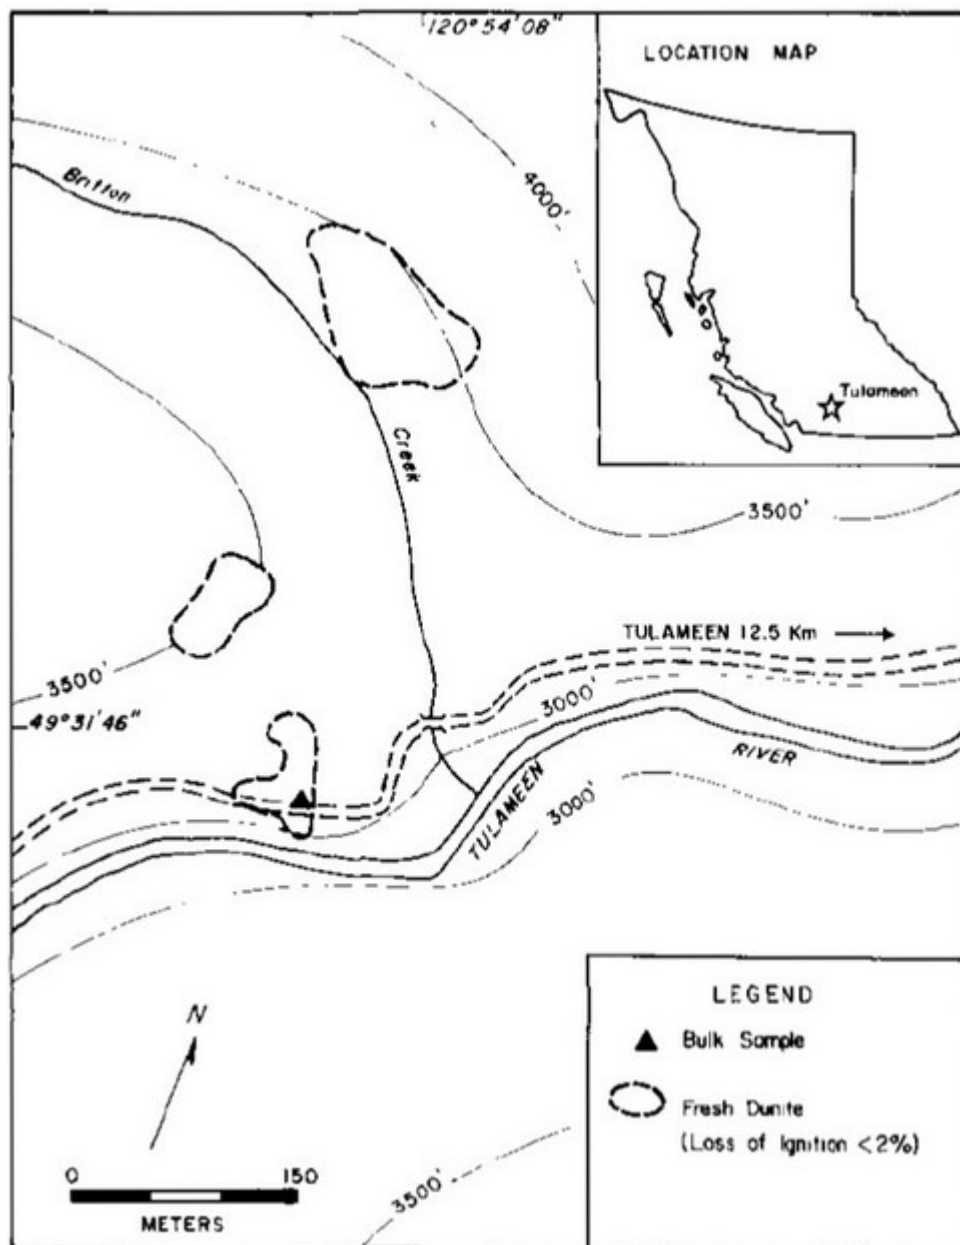 120°54'08"
LOCATION MAP
Britton
4000'
Tulameen
Creek
3500'
TULAMEEN 12.5 Km
3500'
3000'
49°31'46"
RIVER
TULAMEEN
3000'
LEGEND
N
Bulk Sample
Fresh Dunite
(Loss of Ignition <2%)
0 150
3500'
METERS